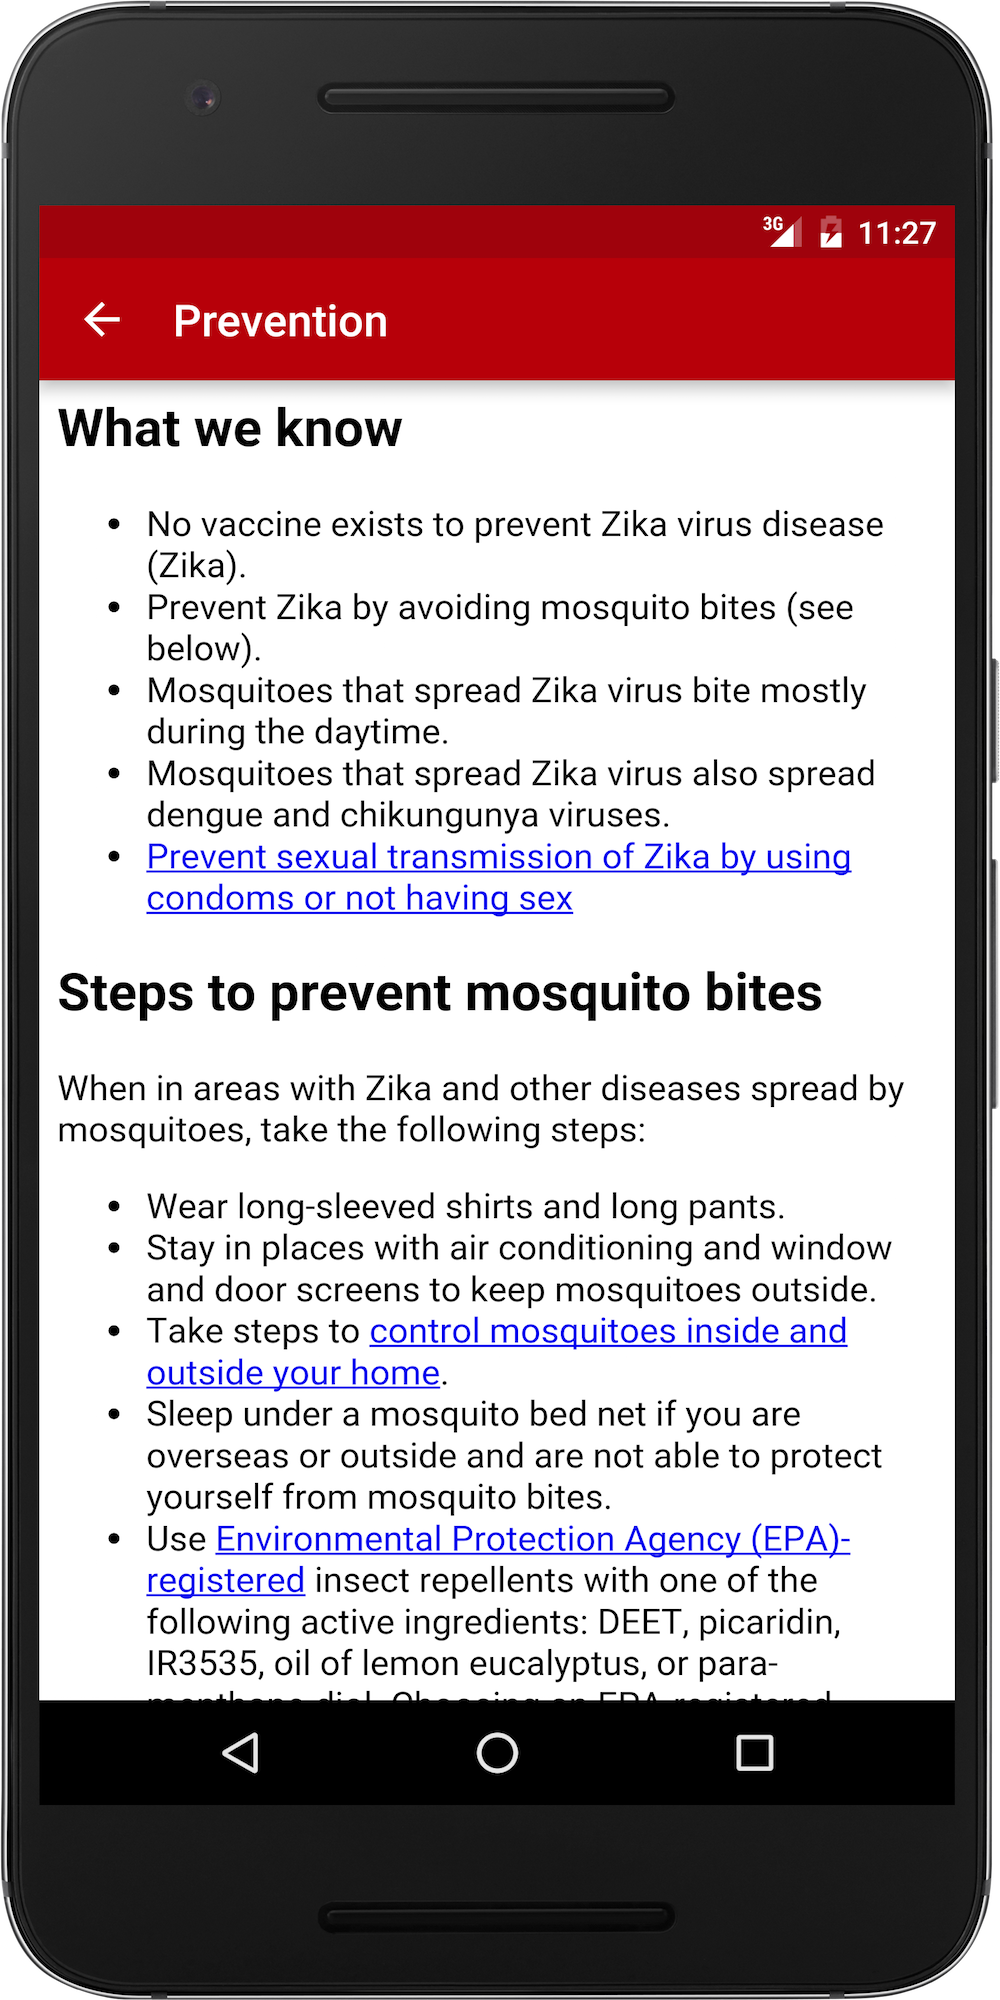 3G 11:27
Prevention
What we know
• No vaccine exists to prevent Zika virus disease
(Zika).
• Prevent Zika by avoiding mosquito bites (see
below).
• Mosquitoes that spread Zika virus bite mostly
during the daytime.
• Mosquitoes that spread Zika virus also spread
dengue and chikungunya viruses.
• Prevent sexual transmission of Zika by using
condoms or not having sex
Steps to prevent mosquito bites
When in areas with Zika and other diseases spread by
mosquitoes, take the following steps:
• Wear long-sleeved shirts and long pants.
• Stay in places with air conditioning and window
and door screens to keep mosquitoes outside.
• Take steps to control mosquitoes inside and
outside your home.
• Sleep under a mosquito bed net if you are
overseas or outside and are not able to protect
yourself from mosquito bites.
• Use Environmental Protection Agency (EPA)-
registered insect repellents with one of the
following active ingredients: DEET, picaridin,
IR3535, oil of lemon eucalyptus, or para-